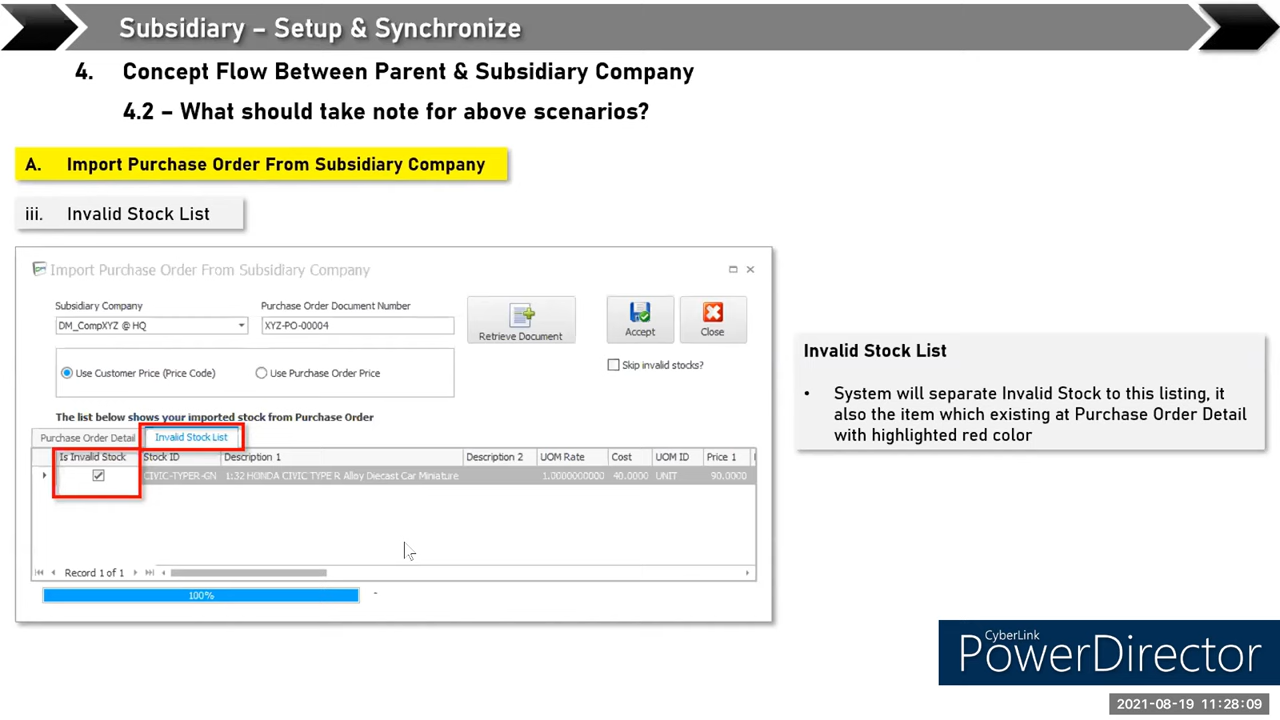 Subsidiary – Setup & Synchronize
4. Concept Flow Between Parent & Subsidiary Company
4.2 – What should take note for above scenarios?
A. Import Purchase Order From Subsidiary Company
iii. Invalid Stock List
Import Purchase Order From Subsidiary Company
Subsidiary Company
Purchase Order Document Number
DM_CompXYZ @ HQ
XYZ-PO-00004
Retrieve Document
Accept
Close
Use Customer Price (Price Code)
Use Purchase Order Price
Skip invalid stocks?
The list below shows your imported stock from Purchase Order
Purchase Order Detail
Invalid Stock List
Is Invalid Stock Stock ID Description 1 Description 2 UOM Rate Cost UOM ID Price 1
CIVIC-TYPER-GN 1:32 HONDA CIVIC TYPE R Alloy Diecast Car Miniature 1.0000000000 40.0000 UNIT 90.0000
Record 1 of 1
100%
Invalid Stock List
• System will separate Invalid Stock to this listing, it
also the item which existing at Purchase Order Detail
with highlighted red color
CyberLink
PowerDirector
2021-08-19 11:28:09